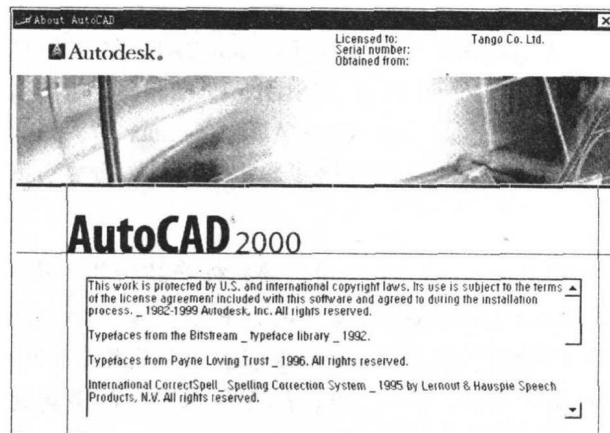 About AutoCAD
Autodesk®
Licensed to: Tango Co. Ltd.
Serial number:
Obtained from:
AutoCAD 2000
This work is protected by U.S. and international copyright laws. Its use is subject to the terms
of the license agreement included with this software and agreed to during the installation
process. _ 1982-1999 Autodesk, Inc. All rights reserved.
Typefaces from the Bitstream _ typeface library _ 1992.
Typefaces from Payne Loving Trust _ 1996. All rights reserved.
International CorrectSpell_ Spelling Correction System _ 1995 by Lernout & Hauspie Speech
Products, N.V. All rights reserved.